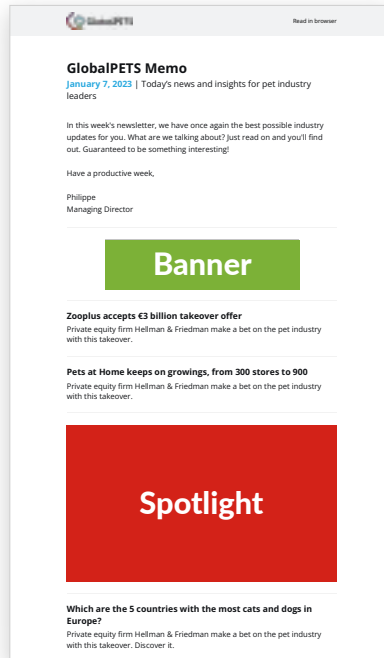 GlobalPETS
Read in browser
GlobalPETS Memo
January 7, 2023 | Today's news and insights for pet industry
leaders
In this week's newsletter, we have once again the best possible industry
updates for you. What are we talking about? Just read on and you'll find
out. Guaranteed to be something interesting!
Have a productive week,
Philippe
Managing Director
Banner
Zooplus accepts €3 billion takeover offer
Private equity firm Hellman & Friedman make a bet on the pet industry
with this takeover.
Pets at Home keeps on growings, from 300 stores to 900
Private equity firm Hellman & Friedman make a bet on the pet industry
with this takeover.
Spotlight
Which are the 5 countries with the most cats and dogs in
Europe?
Private equity firm Hellman & Friedman make a bet on the pet industry
with this takeover. Discover it.